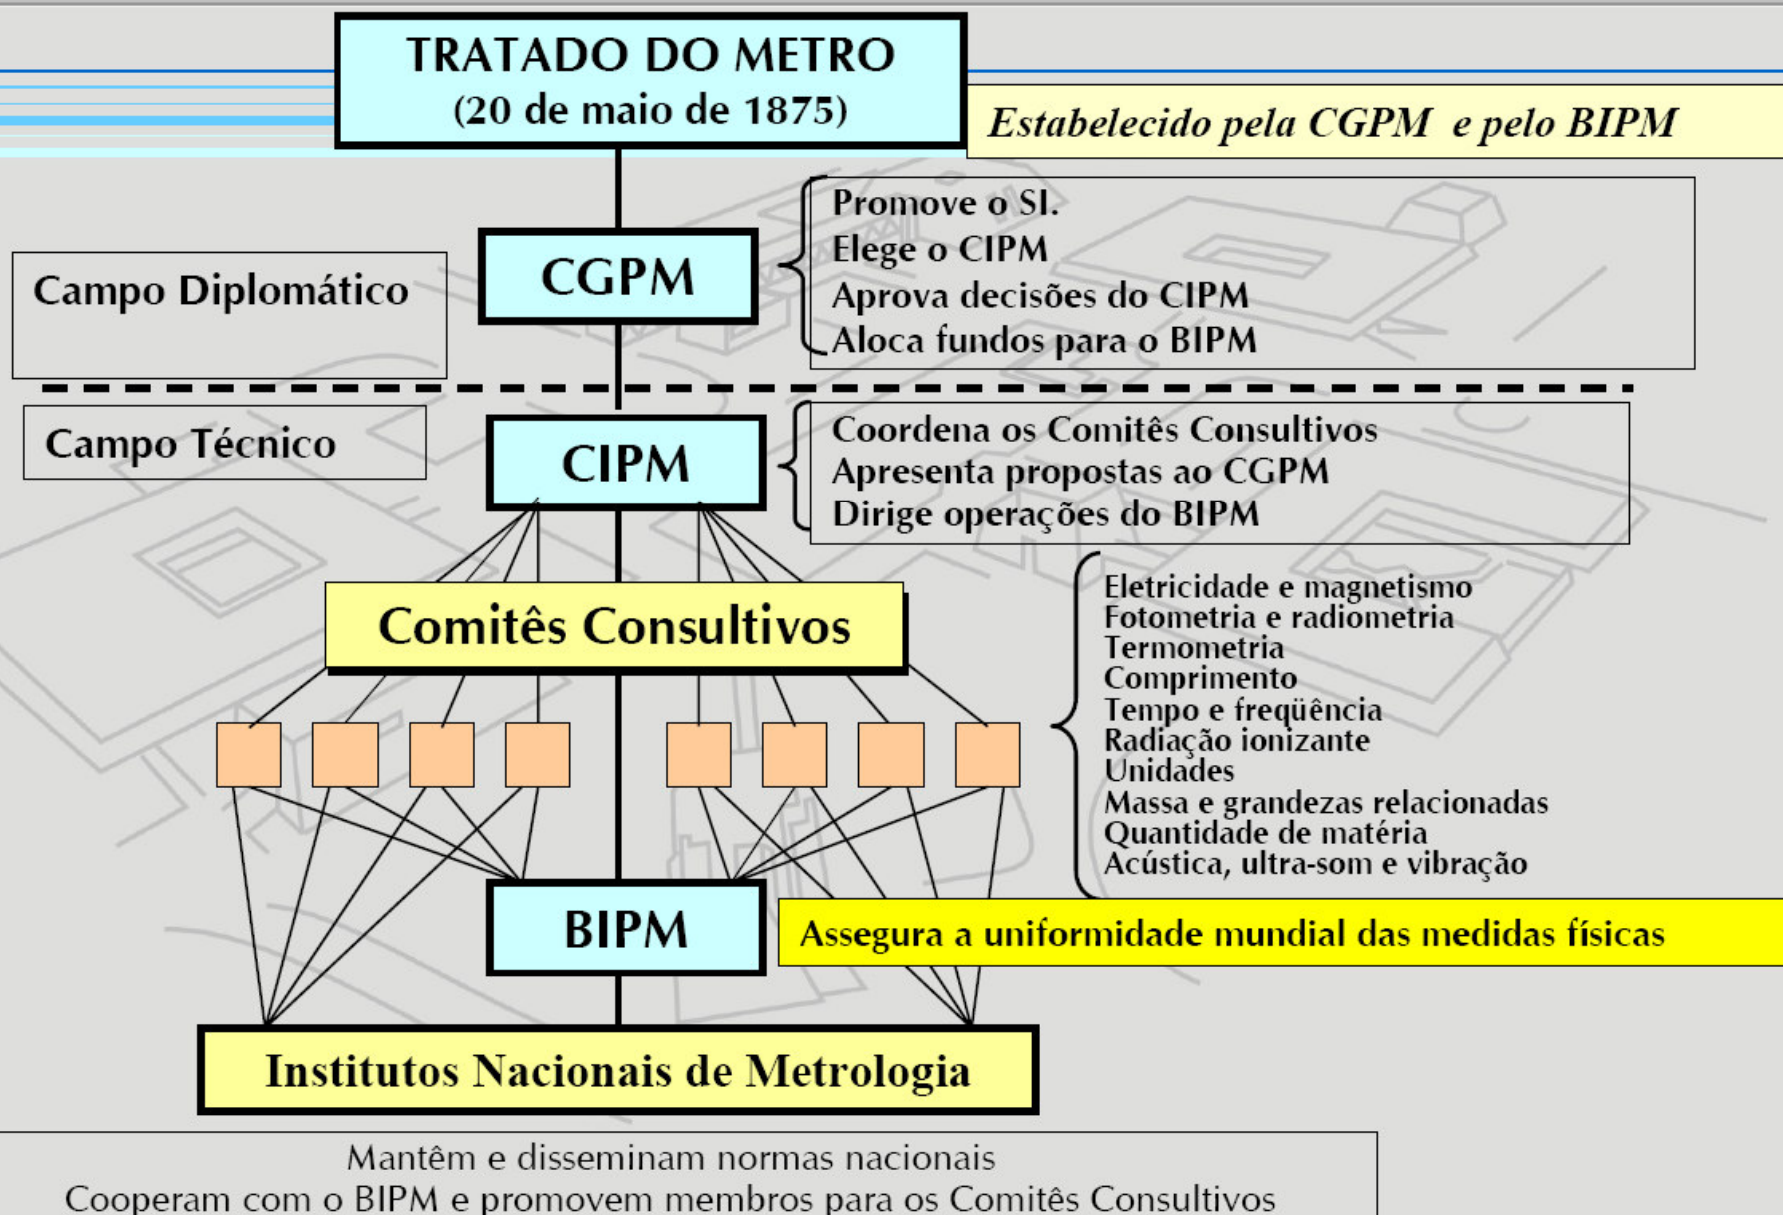 TRATADO DO METRO
(20 de maio de 1875)
Estabelecido pela CGPM e pelo BIPM
Campo Diplomático
CGPM
Promove o SI.
Elege o CIPM
Aprova decisões do CIPM
Aloca fundos para o BIPM
Campo Técnico
CIPM
Coordena os Comitês Consultivos
Apresenta propostas ao CGPM
Dirige operações do BIPM
Comitês Consultivos
Eletricidade e magnetismo
Fotometria e radiometria
Termometria
Comprimento
Tempo e freqüência
Radiação ionizante
Unidades
Massa e grandezas relacionadas
Quantidade de matéria
Acústica, ultra-som e vibração
BIPM
Assegura a uniformidade mundial das medidas físicas
Institutos Nacionais de Metrologia
Mantêm e disseminam normas nacionais
Cooperam com o BIPM e promovem membros para os Comitês Consultivos